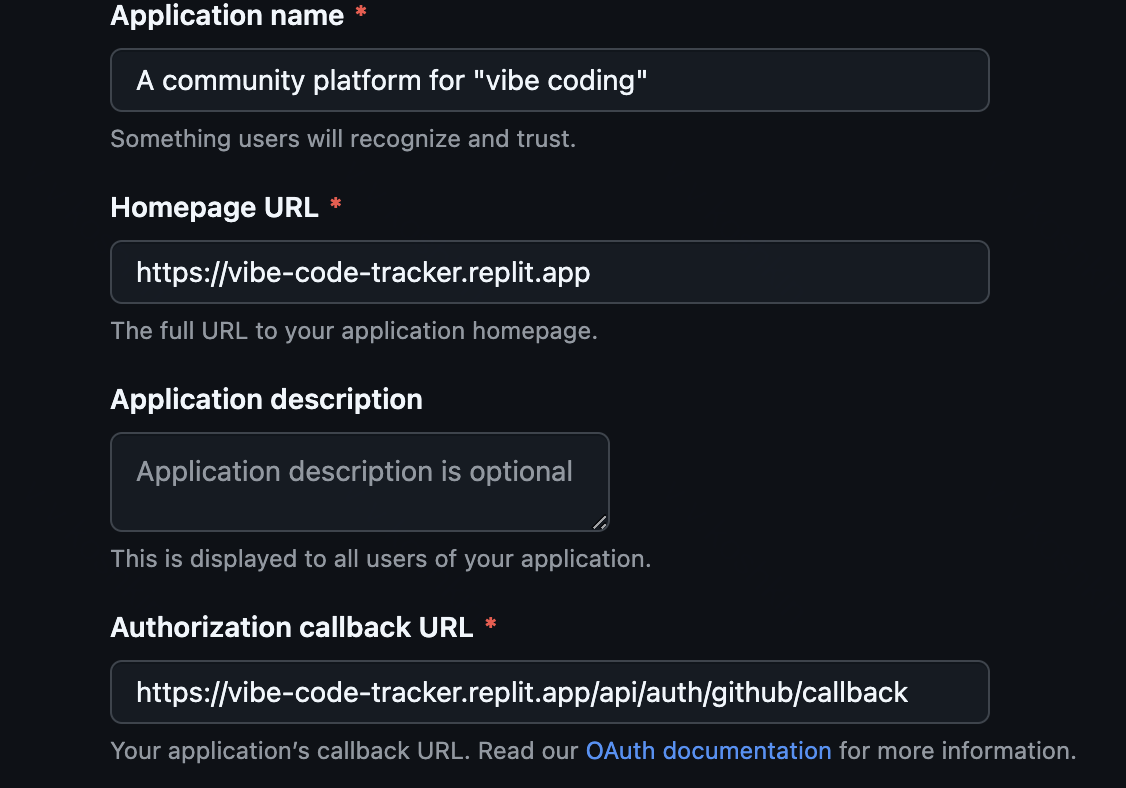 Application name *
A community platform for "vibe coding"
Something users will recognize and trust.
Homepage URL *
https://vibe-code-tracker.replit.app
The full URL to your application homepage.
Application description
Application description is optional
This is displayed to all users of your application.
Authorization callback URL *
https://vibe-code-tracker.replit.app/api/auth/github/callback
Your application’s callback URL. Read our OAuth documentation for more information.